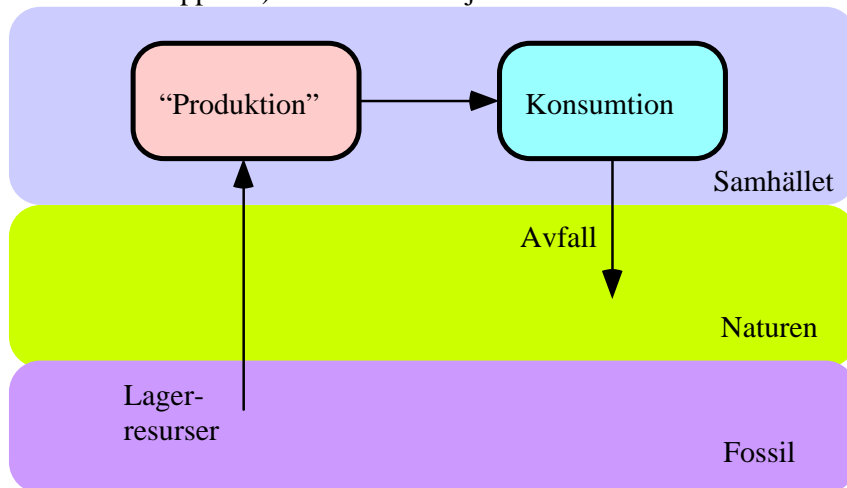 “Produktion”
Konsumtion
Samhället
Avfall
Naturen
Lager-
resurser
Fossil